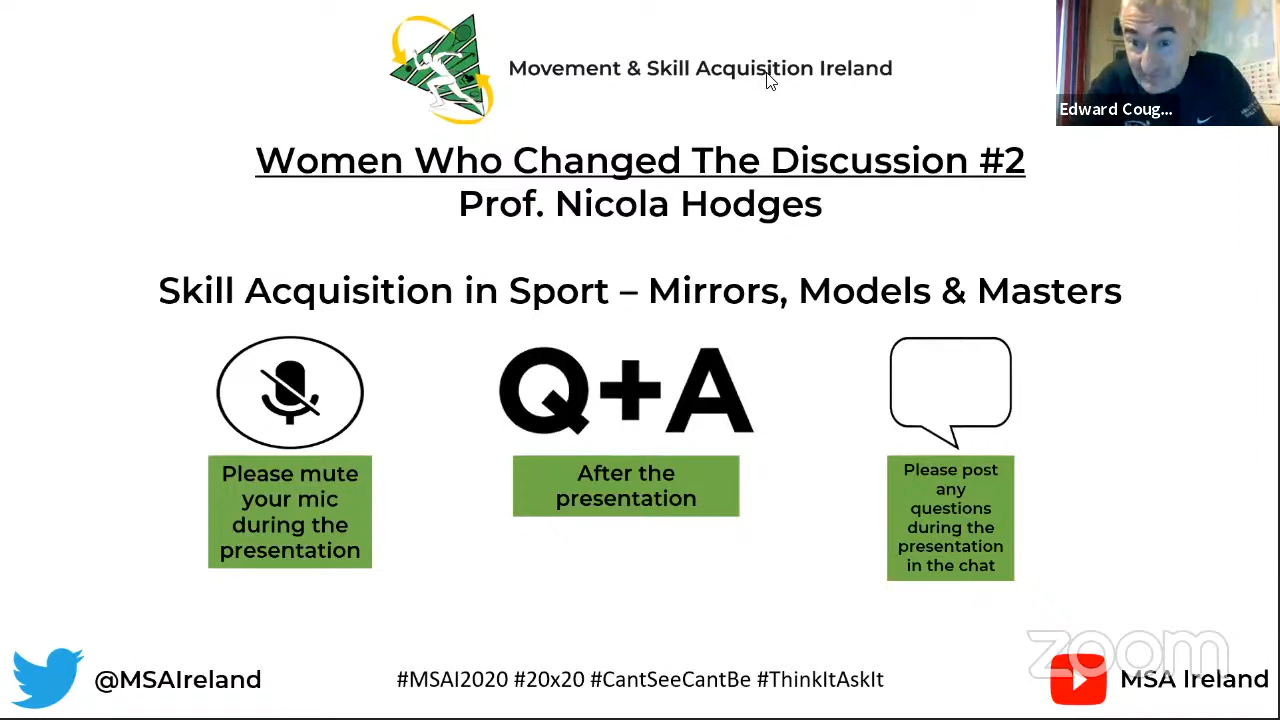 Movement & Skill Acquisition Ireland
Edward Coug...
Women Who Changed The Discussion #2
Prof. Nicola Hodges
Skill Acquisition in Sport – Mirrors, Models & Masters
Q+A
Please mute
your mic
during the
presentation
After the
presentation
Please post
any
questions
during the
presentation
in the chat
zoom
@MSAIreland
#MSAI2020 #20x20 #CantSeeCantBe #ThinkItAskIt
MSA Ireland